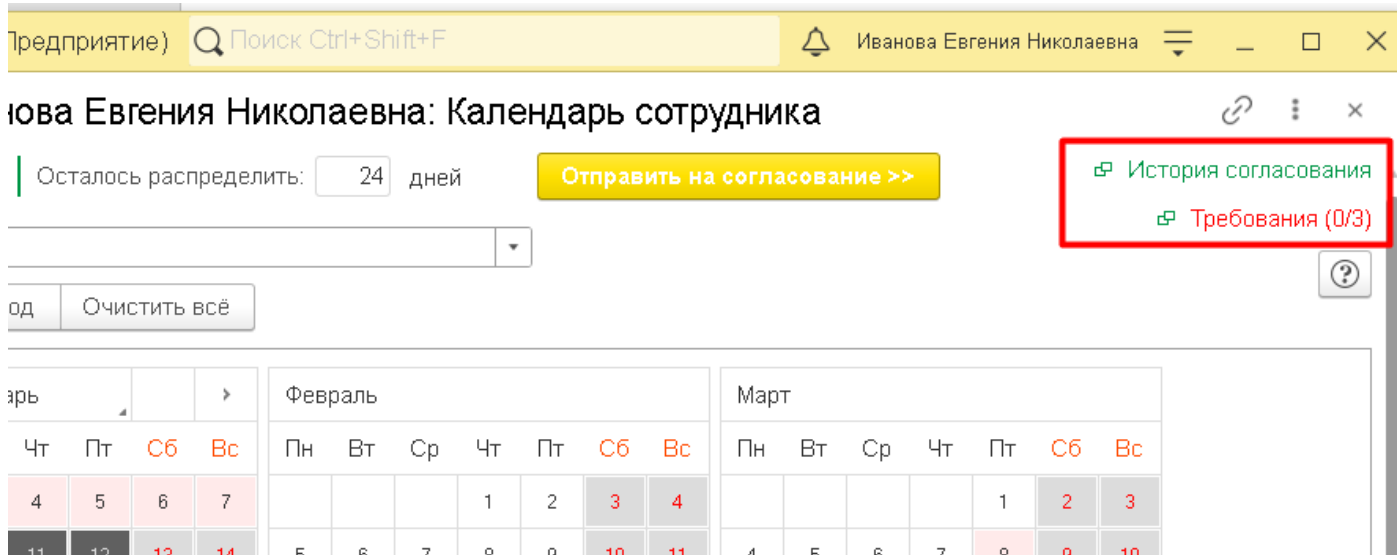 Предприятие) Поиск Ctrl+Shift+F Иванова Евгения Николаевна
нова Евгения Николаевна: Календарь сотрудника
Осталось распределить: 24 дней Отправить на согласование >> История согласования
Требования (0/3)
?
од Очистить всё
арь Февраль Март
Чт Пт Сб Вс Пн Вт Ср Чт Пт Сб Вс Пн Вт Ср Чт Пт Сб Вс
4 5 6 7 1 2 3 4 1 2 3
11 12 13 14 5 6 7 8 9 10 11 4 5 6 7 8 9 10